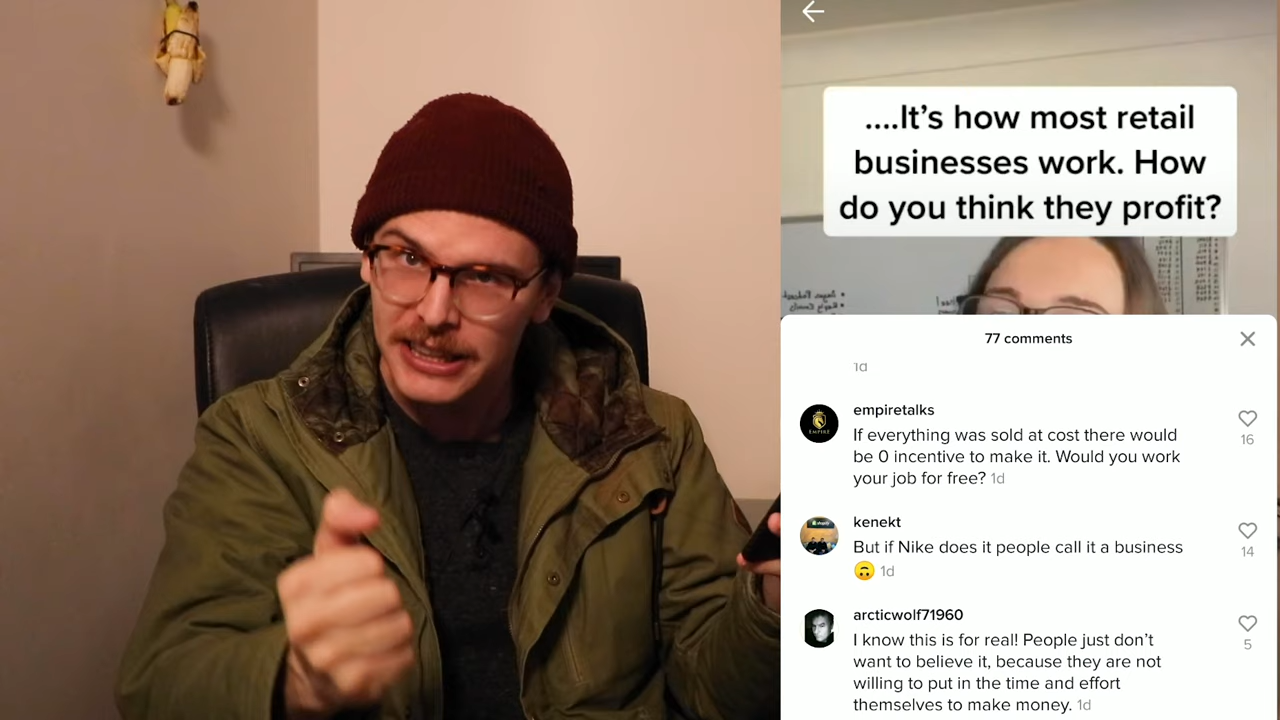 ....It's how most retail
businesses work. How
do you think they profit?
77 comments
1d
empiretalks
If everything was sold at cost there would
be 0 incentive to make it. Would you work
your job for free? 1d
16
EMPIRE
kenekt
But if Nike does it people call it a business
🙃 1d
14
shopify
arcticwolf71960
I know this is for real! People just don't
want to believe it, because they are not
willing to put in the time and effort
themselves to make money. 1d
5